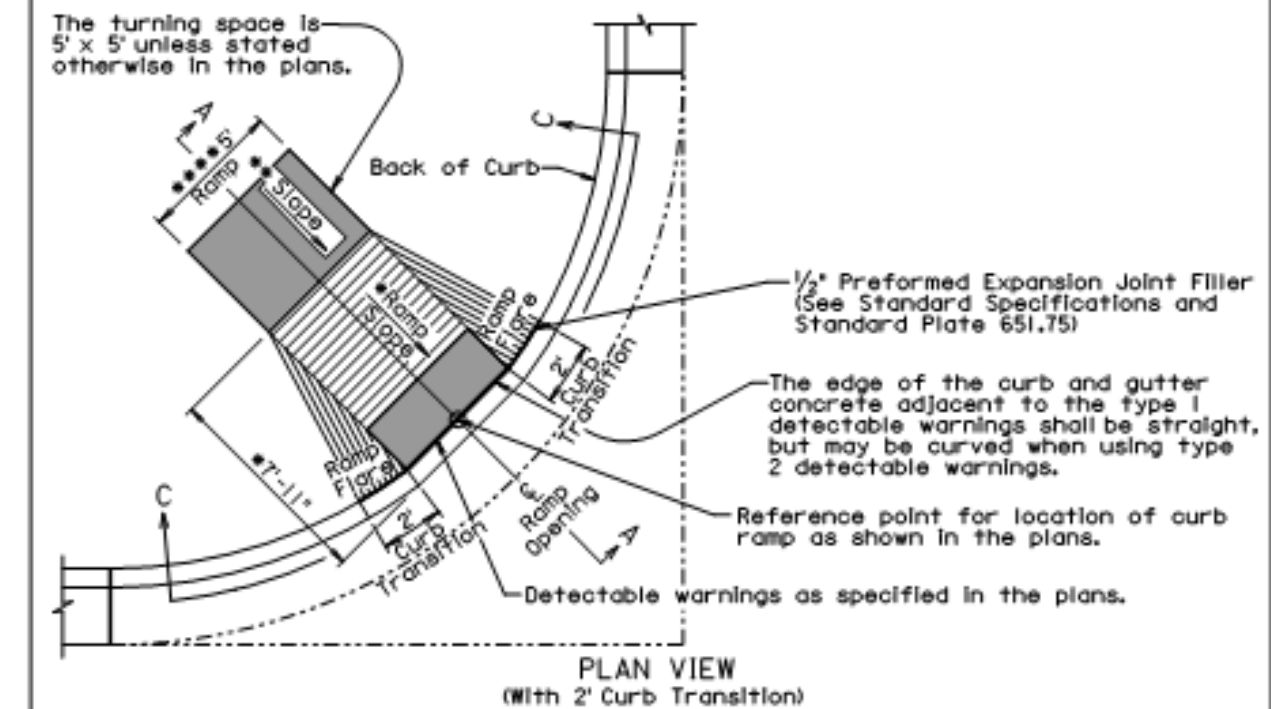 The turning space is
5' x 5' unless stated
otherwise in the plans.
A
****5'
Ramp
**
Slope
C
Back of Curb
*Ramp
Slope
Ramp
Flare
2'
Curb
Transition
1/2" Preformed Expansion Joint Filler
(See Standard Specifications and
Standard Plate 651.75)
The edge of the curb and gutter
concrete adjacent to the type 1
detectable warnings shall be straight,
but may be curved when using type
2 detectable warnings.
Reference point for location of curb
ramp as shown in the plans.
Detectable warnings as specified in the plans.
*7'-11"
C
Ramp
Flare
2'
Curb
Transition
℄
Ramp
Opening
A
PLAN VIEW
(With 2' Curb Transition)